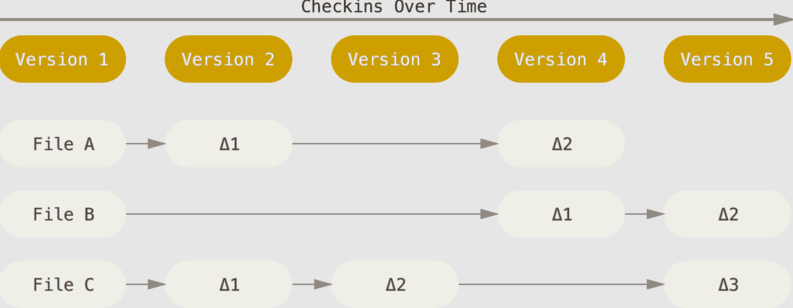 Checkins Over Time
Version 1 Version 2 Version 3 Version 4 Version 5
File A Δ1 Δ2
File B Δ1 Δ2
File C Δ1 Δ2 Δ3